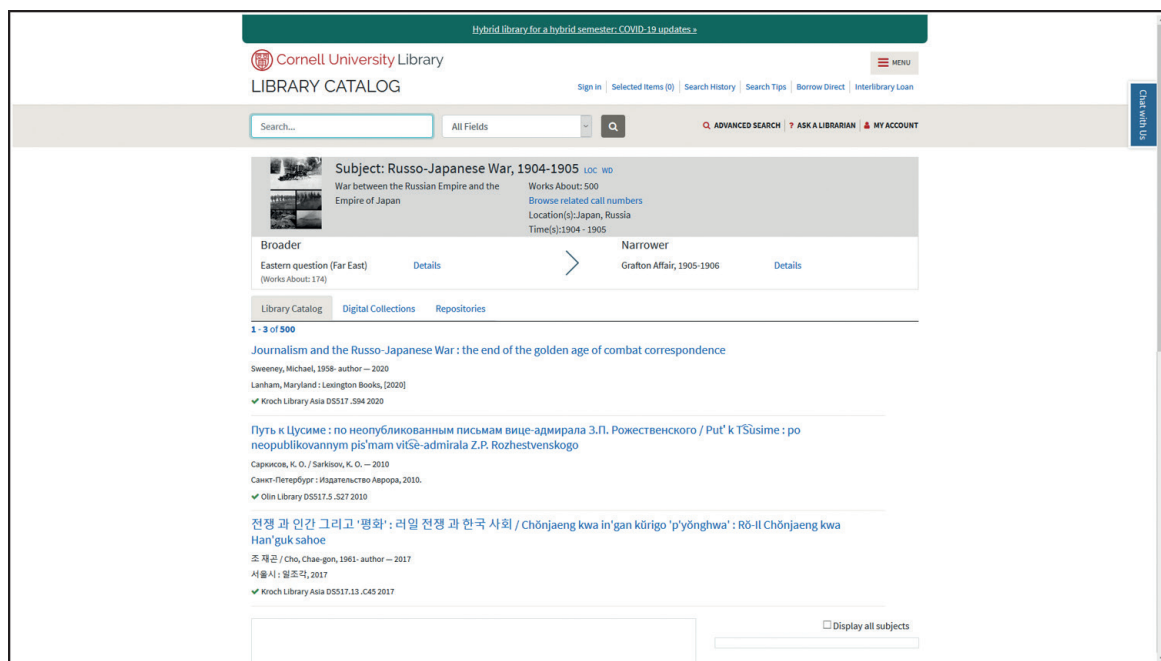 Hybrid library for a hybrid semester: COVID-19 updates »
Cornell University Library
MENU
LIBRARY CATALOG
Sign In
Selected Items (0)
Search History
Search Tips
Borrow Direct
Interlibrary Loan
Chat with Us
Search...
All Fields
ADVANCED SEARCH
? ASK A LIBRARIAN
MY ACCOUNT
Subject: Russo-Japanese War, 1904-1905 LOC WD
War between the Russian Empire and the
Empire of Japan
Works About: 500
Browse related call numbers
Location(s):Japan, Russia
Time(s):1904 - 1905
Broader
Eastern question (Far East)
Details
(Works About: 174)
Narrower
Grafton Affair, 1905-1906
Details
Library Catalog
Digital Collections
Repositories
1 - 3 of 500
Journalism and the Russo-Japanese War : the end of the golden age of combat correspondence
Sweeney, Michael, 1958- author — 2020
Lanham, Maryland : Lexington Books, [2020]
✔ Kroch Library Asia DS517 .S94 2020
Путь к Цусиме : по неопубликованным письмам вице-адмирала З.П. Рожественского / Putʹ k T͡Susime : po
neopublikovannym pisʹmam vit͡se-admirala Z.P. Rozhestvenskogo
Саркисов, К. О. / Sarkisov, K. O. — 2010
Санкт-Петербург : Издательство Аврора, 2010.
✔ Olin Library DS517.5 .S27 2010
전쟁 과 인간 그리고 '평화' : 러일 전쟁 과 한국 사회 / Chŏnjaeng kwa in'gan kŭrigo 'p'yŏnghwa' : Rŏ-Il Chŏnjaeng kwa
Han'guk sahoe
조 재곤 / Cho, Chae-gon, 1961- author — 2017
서울시 : 일조각, 2017
✔ Kroch Library Asia DS517.13 .C45 2017
Display all subjects